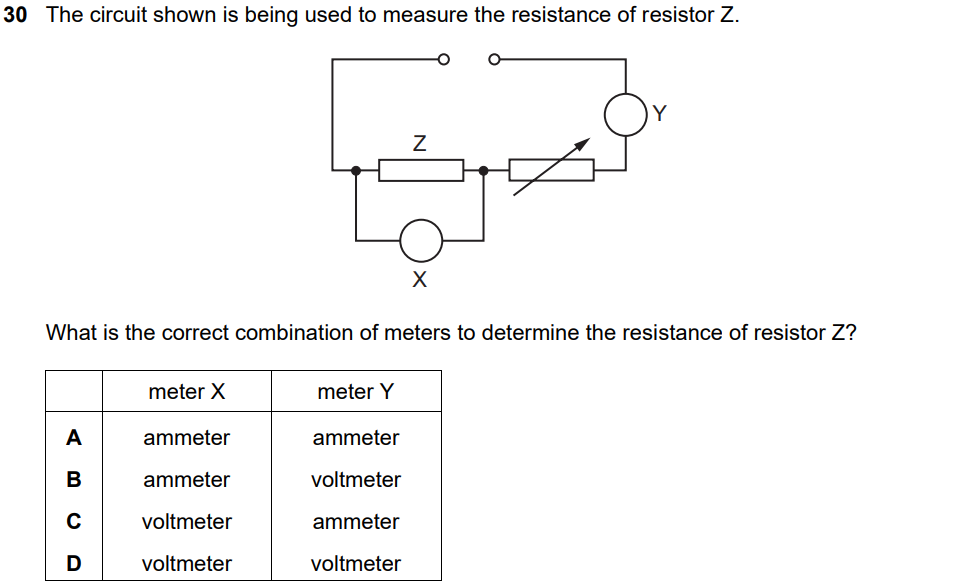 30 The circuit shown is being used to measure the resistance of resistor Z.
Y
Z
X
What is the correct combination of meters to determine the resistance of resistor Z?
meter X meter Y
A ammeter ammeter
B ammeter voltmeter
C voltmeter ammeter
D voltmeter voltmeter